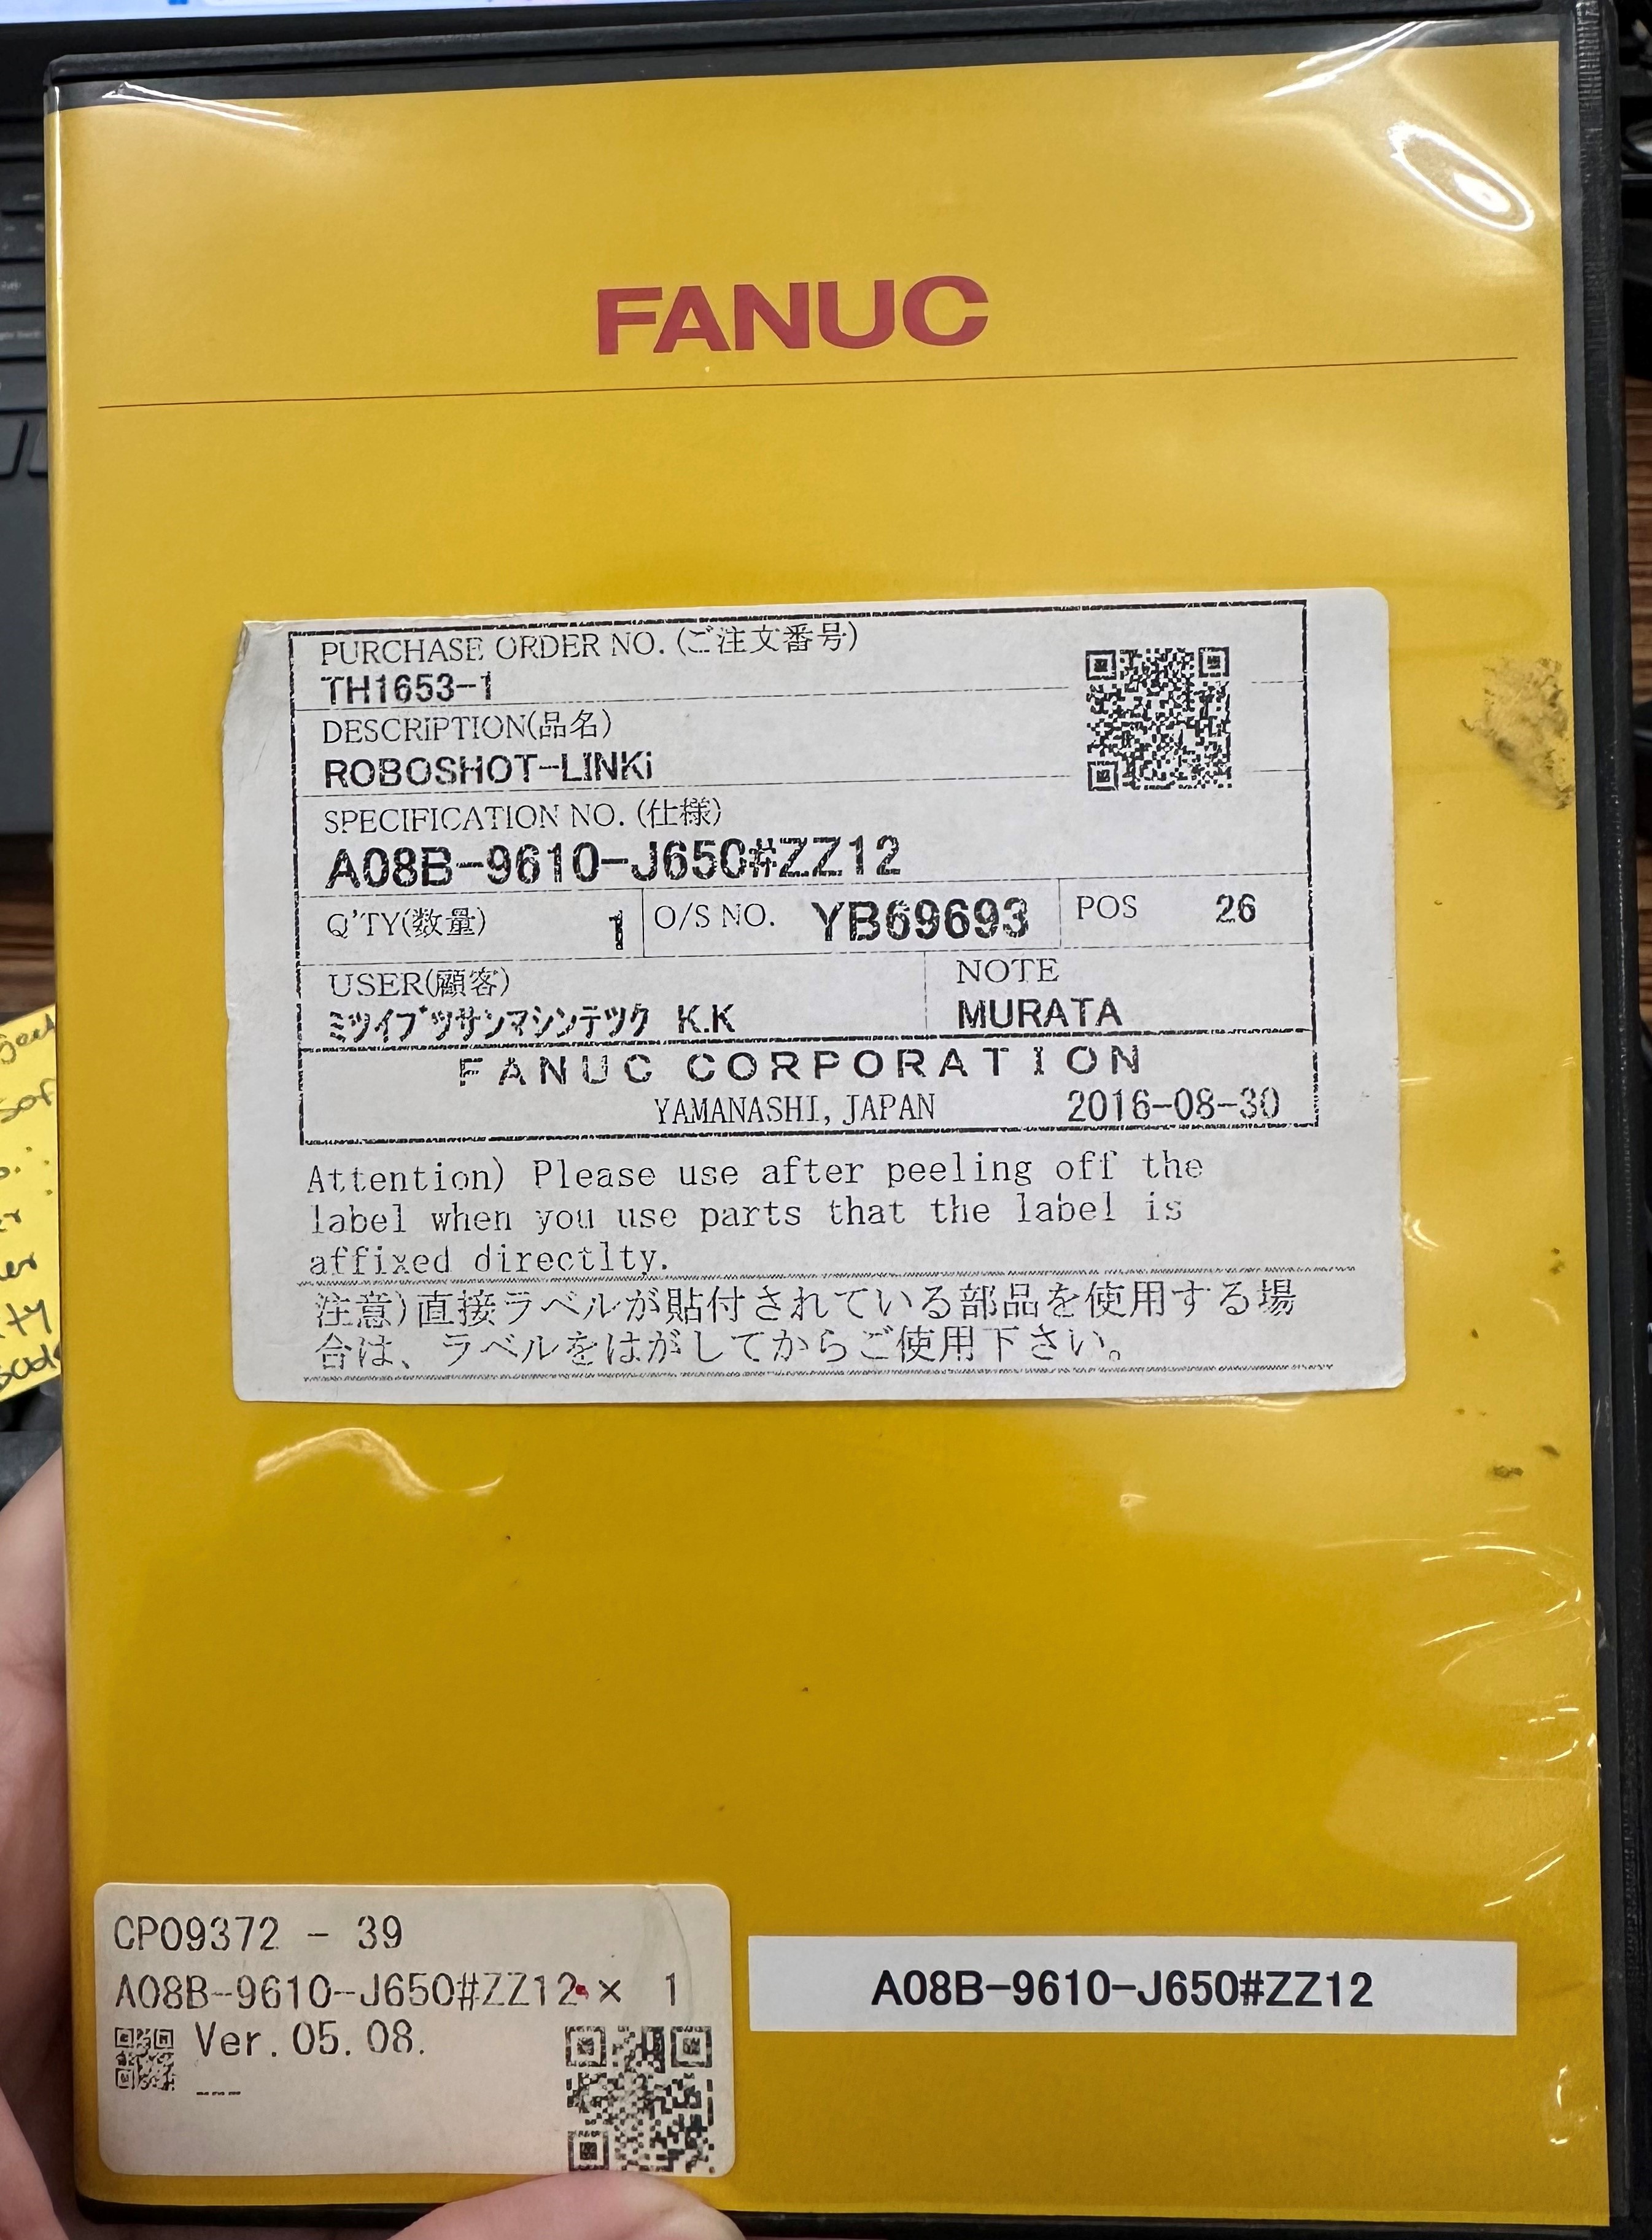 FANUC
PURCHASE ORDER NO. (ご注文番号)
TH1653-1
DESCRIPTION(品名)
ROBOSHOT-LINKi
SPECIFICATION NO. (仕様)
A08B-9610-J650#ZZ12
Q'TY(数量) 1 O/S NO. YB69693 POS 26
USER(顧客) NOTE
ミツイブツサンマシンテツク K.K MURATA
FANUC CORPORATION
YAMANASHI, JAPAN 2016-08-30
Attention) Please use after peeling off the
label when you use parts that the label is
affixed directlty.
注意)直接ラベルが貼付されている部品を使用する場
合は、ラベルをはがしてからご使用下さい。
CP09372 - 39
A08B-9610-J650#ZZ12 × 1
Ver.05.08.
---
A08B-9610-J650#ZZ12